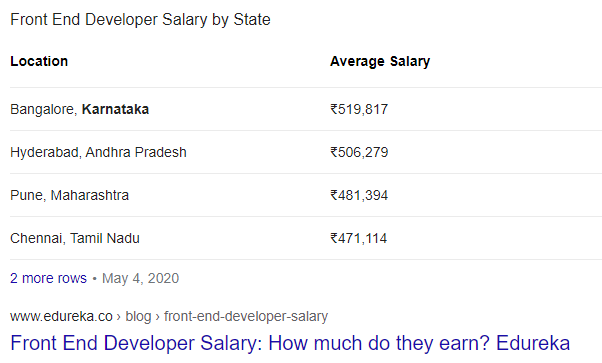 Front End Developer Salary by State
Location Average Salary
Bangalore, Karnataka ₹519,817
Hyderabad, Andhra Pradesh ₹506,279
Pune, Maharashtra ₹481,394
Chennai, Tamil Nadu ₹471,114
2 more rows • May 4, 2020
www.edureka.co › blog › front-end-developer-salary
Front End Developer Salary: How much do they earn? Edureka